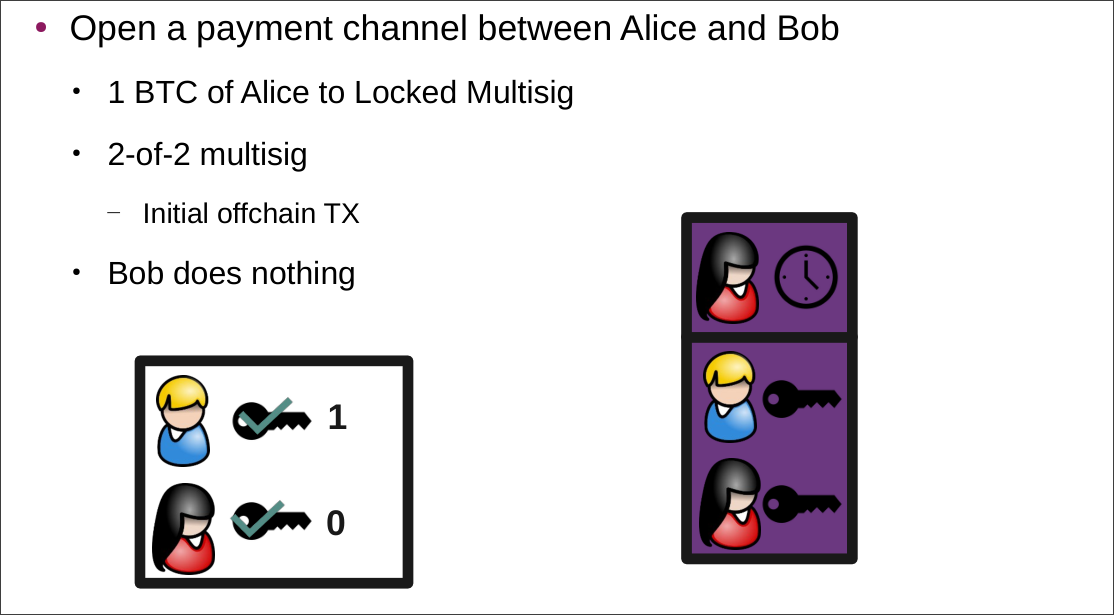 Open a payment channel between Alice and Bob
1 BTC of Alice to Locked Multisig
2-of-2 multisig
Initial offchain TX
Bob does nothing
1
0